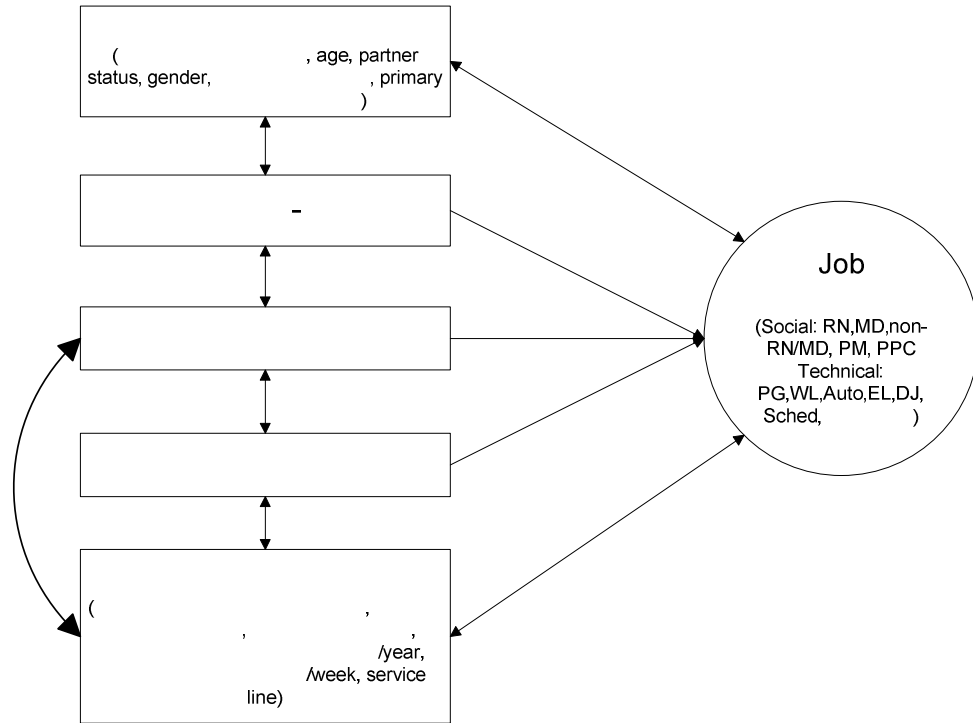 ( , age, partner
status, gender, , primary
)
-
( ,
, ,
/year,
/week, service
line)
Job
(Social: RN,MD,non-
RN/MD, PM, PPC
Technical:
PG,WL,Auto,EL,DJ,
Sched, )